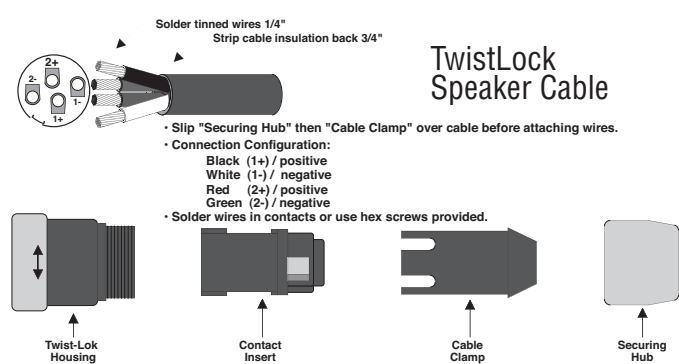 Solder tinned wires 1/4"
Strip cable insulation back 3/4"
TwistLock
Speaker Cable
2+
2-
1-
1+
· Slip "Securing Hub" then "Cable Clamp" over cable before attaching wires.
· Connection Configuration:
Black (1+) / positive
White (1-) / negative
Red (2+) / positive
Green (2-) / negative
· Solder wires in contacts or use hex screws provided.
Twist-Lok
Housing
Contact
Insert
Cable
Clamp
Securing
Hub